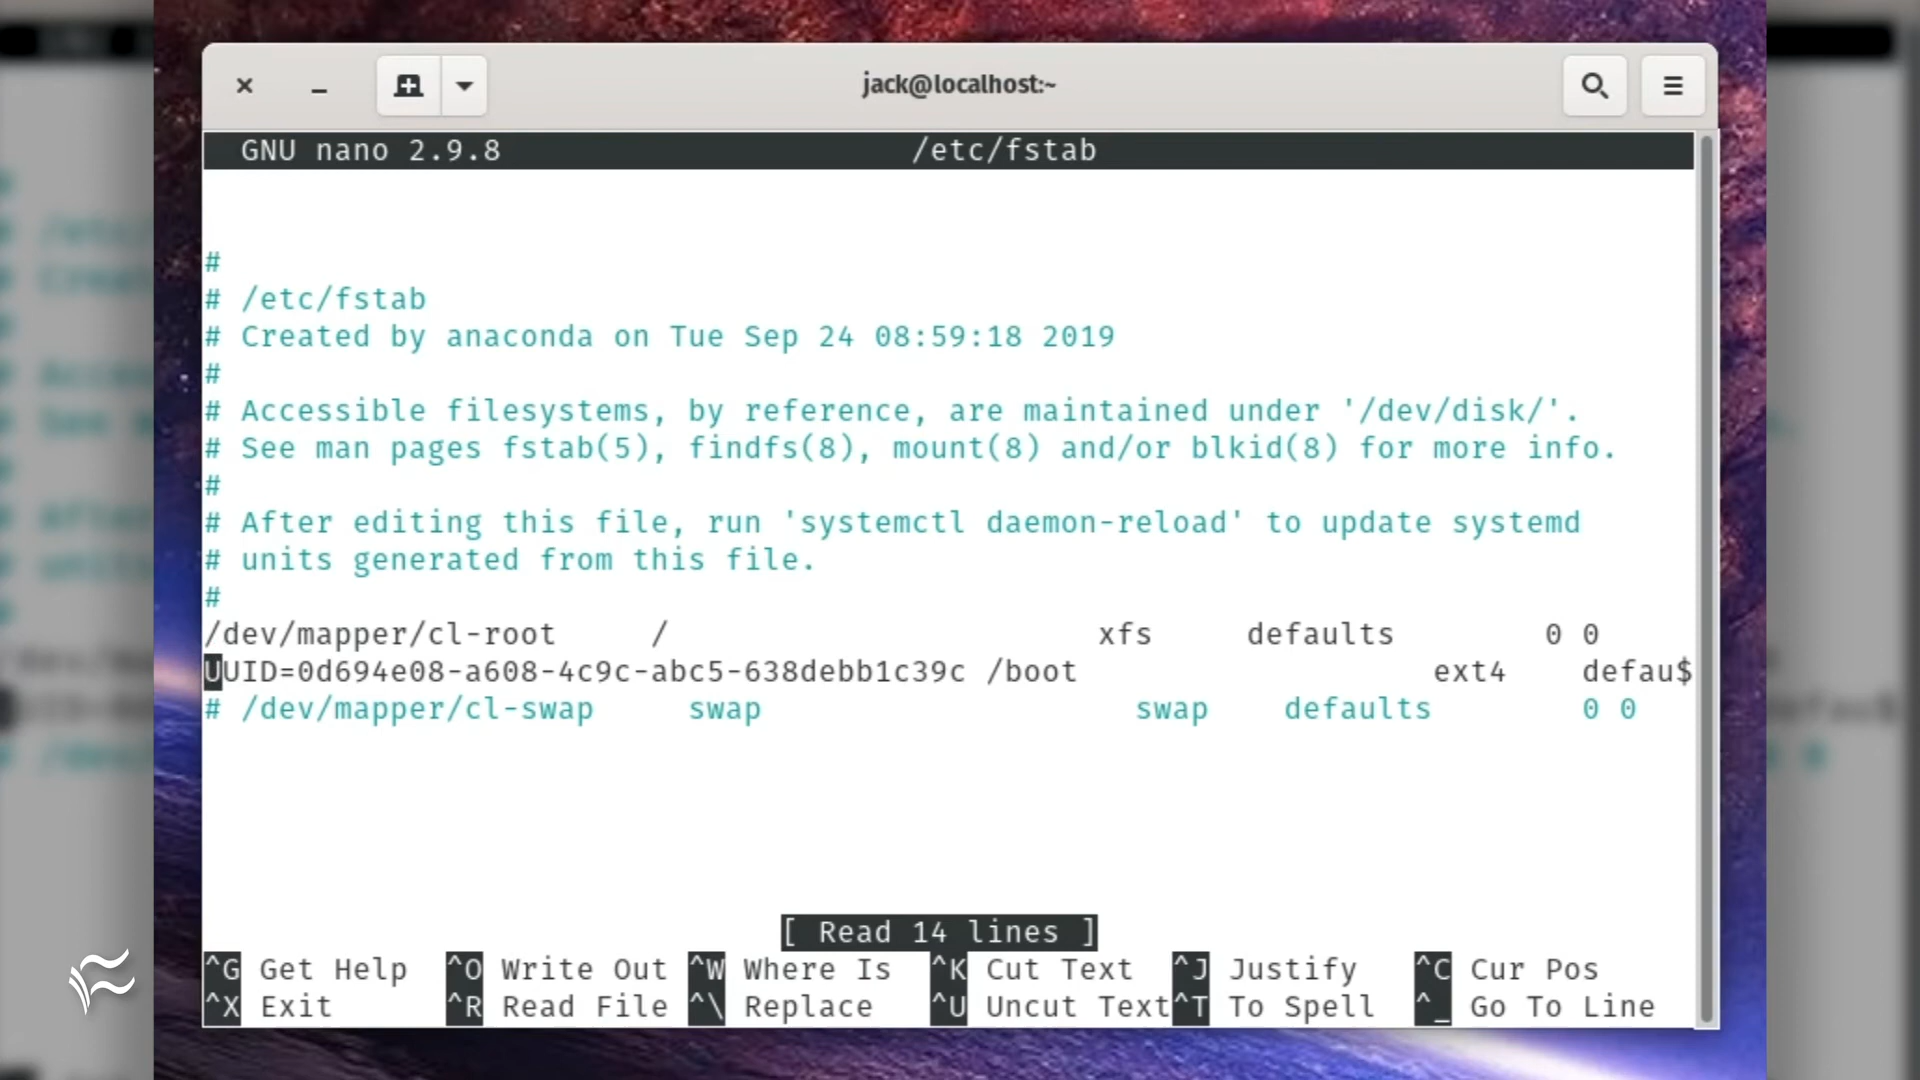 jack@localhost:~
GNU nano 2.9.8 /etc/fstab
#
# /etc/fstab
# Created by anaconda on Tue Sep 24 08:59:18 2019
#
# Accessible filesystems, by reference, are maintained under '/dev/disk/'.
# See man pages fstab(5), findfs(8), mount(8) and/or blkid(8) for more info.
#
# After editing this file, run 'systemctl daemon-reload' to update systemd
# units generated from this file.
#
/dev/mapper/cl-root / xfs defaults 0 0
UUID=0d694e08-a608-4c9c-abc5-638debb1c39c /boot ext4 defau$
# /dev/mapper/cl-swap swap swap defaults 0 0
[ Read 14 lines ]
^G Get Help ^O Write Out ^W Where Is ^K Cut Text ^J Justify ^C Cur Pos
^X Exit ^R Read File ^\ Replace ^U Uncut Text ^T To Spell ^_ Go To Line